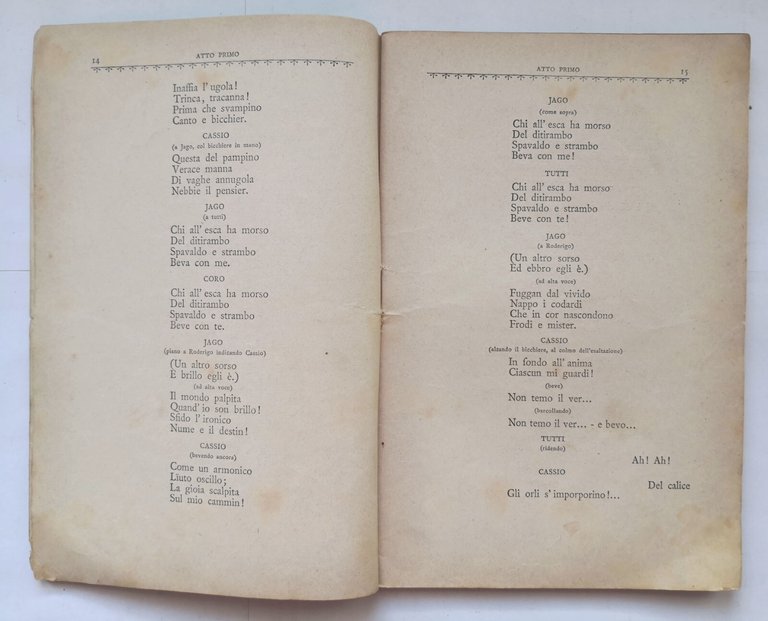 14
ATTO PRIMO
Inaffia l'ugola!
Trinca, tracanna!
Prima che svampino
Canto e bicchier.
CASSIO
(a Jago, col bicchiere in mano)
Questa del pampino
Verace manna
Di vaghe annugola
Nebbie il pensier.
JAGO
(a tutti)
Chi all'esca ha morso
Del ditirambo
Spavaldo e strambo
Beva con me.
CORO
Chi all'esca ha morso
Del ditirambo
Spavaldo e strambo
Beve con te.
JAGO
(piano a Roderigo indicando Cassio)
(Un altro sorso
E brillo egli è.)
(ad alta voce)
Il mondo palpita
Quand'io son brillo!
Sfido l'ironico
Nume e il destin!
CASSIO
(bevendo ancora)
Come un armonico
Lïuto oscillo;
La gioia scalpita
Sul mio cammin!
ATTO PRIMO
15
JAGO
(come sopra)
Chi all'esca ha morso
Del ditirambo
Spavaldo e strambo
Beva con me!
TUTTI
Chi all'esca ha morso
Del ditirambo
Spavaldo e strambo
Beve con te!
JAGO
(a Roderigo)
(Un altro sorso
Ed ebbro egli è.)
(ad alta voce)
Fuggan dal vivido
Nappo i codardi
Che in cor nascondono
Frodi e mister.
CASSIO
(alzando il bicchiere, al colmo dell'esaltazione)
In fondo all'anima
Ciascun mi guardi!
(beve)
Non temo il ver...
(barcollando)
Non temo il ver... - e bevo...
TUTTI
(ridendo)
Ah! Ah!
CASSIO
Del calice
Gli orli s'imporporino!...